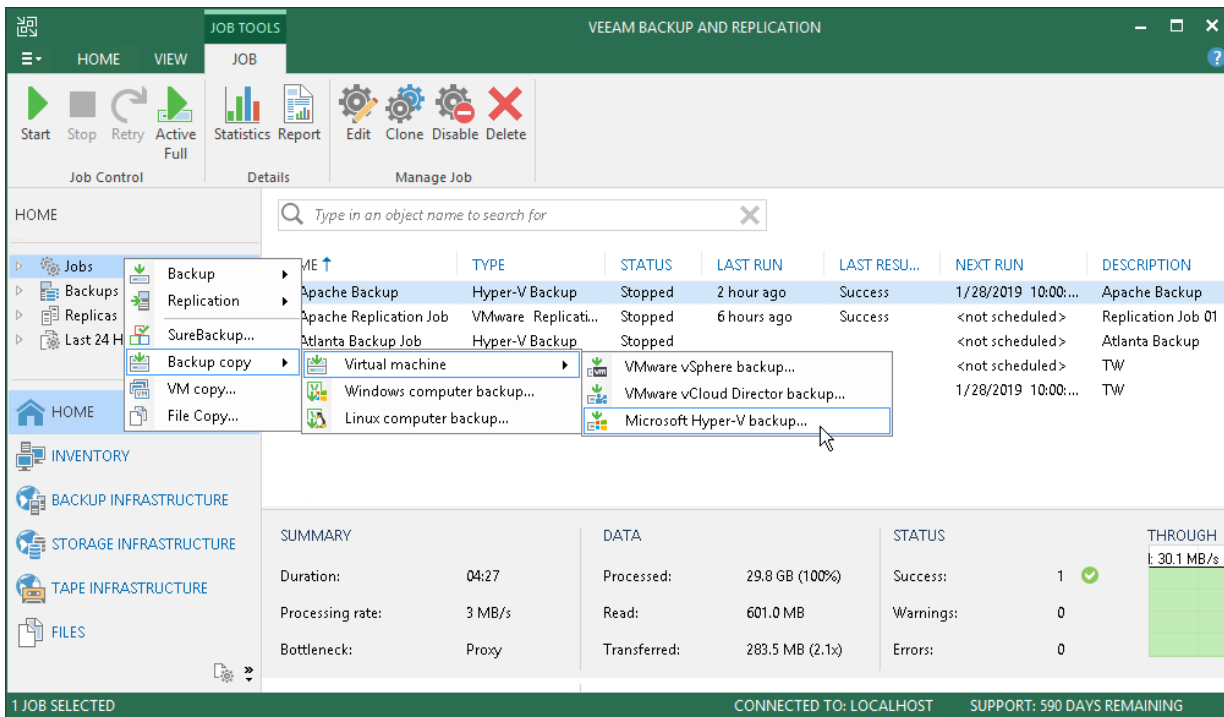 JOB TOOLS
VEEAM BACKUP AND REPLICATION
HOME VIEW JOB
Start Stop Retry Active Full Statistics Report Edit Clone Disable Delete
Job Control Details Manage Job
HOME
Type in an object name to search for
Jobs
Backups
Replicas
Last 24 H
Backup
Replication
SureBackup...
Backup copy
VM copy...
File Copy...
Virtual machine
Windows computer backup...
Linux computer backup...
VMware vSphere backup...
VMware vCloud Director backup...
Microsoft Hyper-V backup...
ME TYPE STATUS LAST RUN LAST RESU... NEXT RUN DESCRIPTION
Apache Backup Hyper-V Backup Stopped 2 hour ago Success 1/28/2019 10:00:... Apache Backup
Apache Replication Job VMware Replicati... Stopped 6 hours ago Success <not scheduled> Replication Job 01
Atlanta Backup Job Hyper-V Backup Stopped <not scheduled> Atlanta Backup
<not scheduled> TW
1/28/2019 10:00:... TW
HOME
INVENTORY
BACKUP INFRASTRUCTURE
STORAGE INFRASTRUCTURE
TAPE INFRASTRUCTURE
FILES
SUMMARY DATA STATUS THROUGH
Duration: 04:27 Processed: 29.8 GB (100%) Success: 1
30.1 MB/s
Processing rate: 3 MB/s Read: 601.0 MB Warnings: 0
Bottleneck: Proxy Transferred: 283.5 MB (2.1x) Errors: 0
1 JOB SELECTED CONNECTED TO: LOCALHOST SUPPORT: 590 DAYS REMAINING